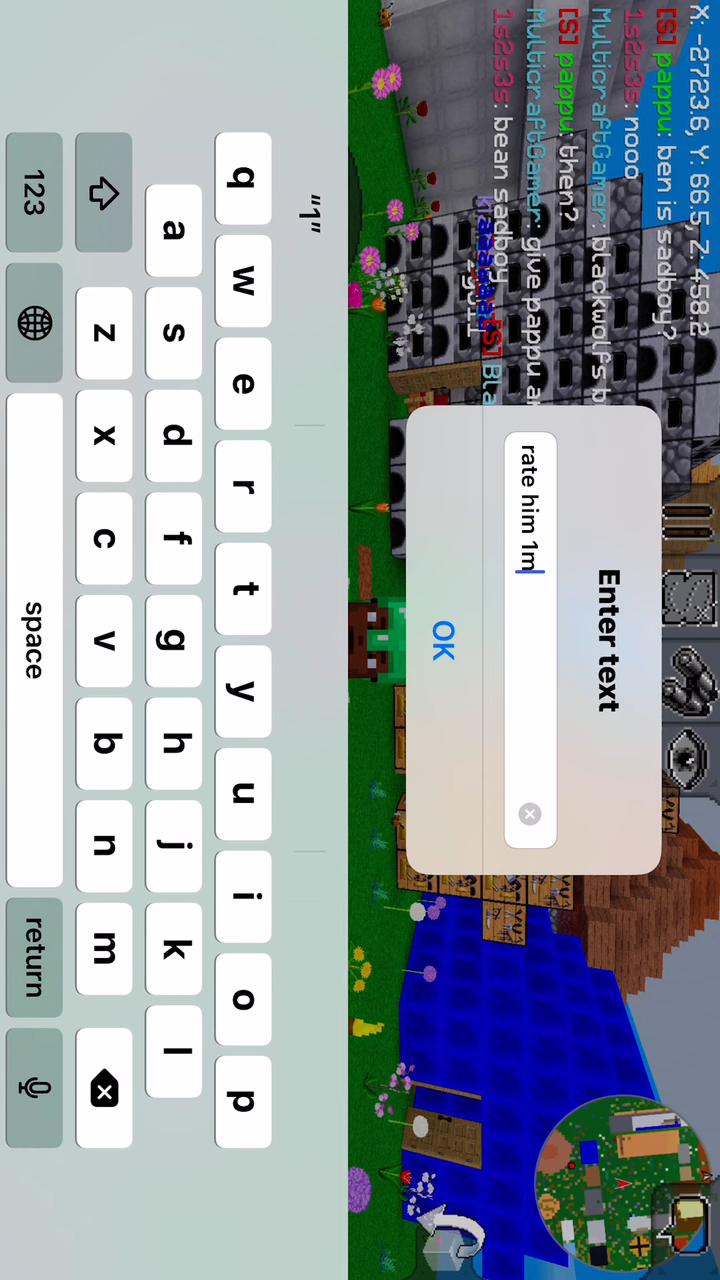 X: -2723.6, Y: 66.5, Z: 458.2
[S] pappu: ben is sadboy?
1s2s3s: nooo
MulticraftGamer: blackwolfs b
[S] pappu: then?
MulticraftGamer: give pappu a
1s2s3s: bean sadboy
[S] Bla
Enter text
rate him 1m
OK
"1"
q w e r t y u i o p
a s d f g h j k l
z x c v b n m
123 space return